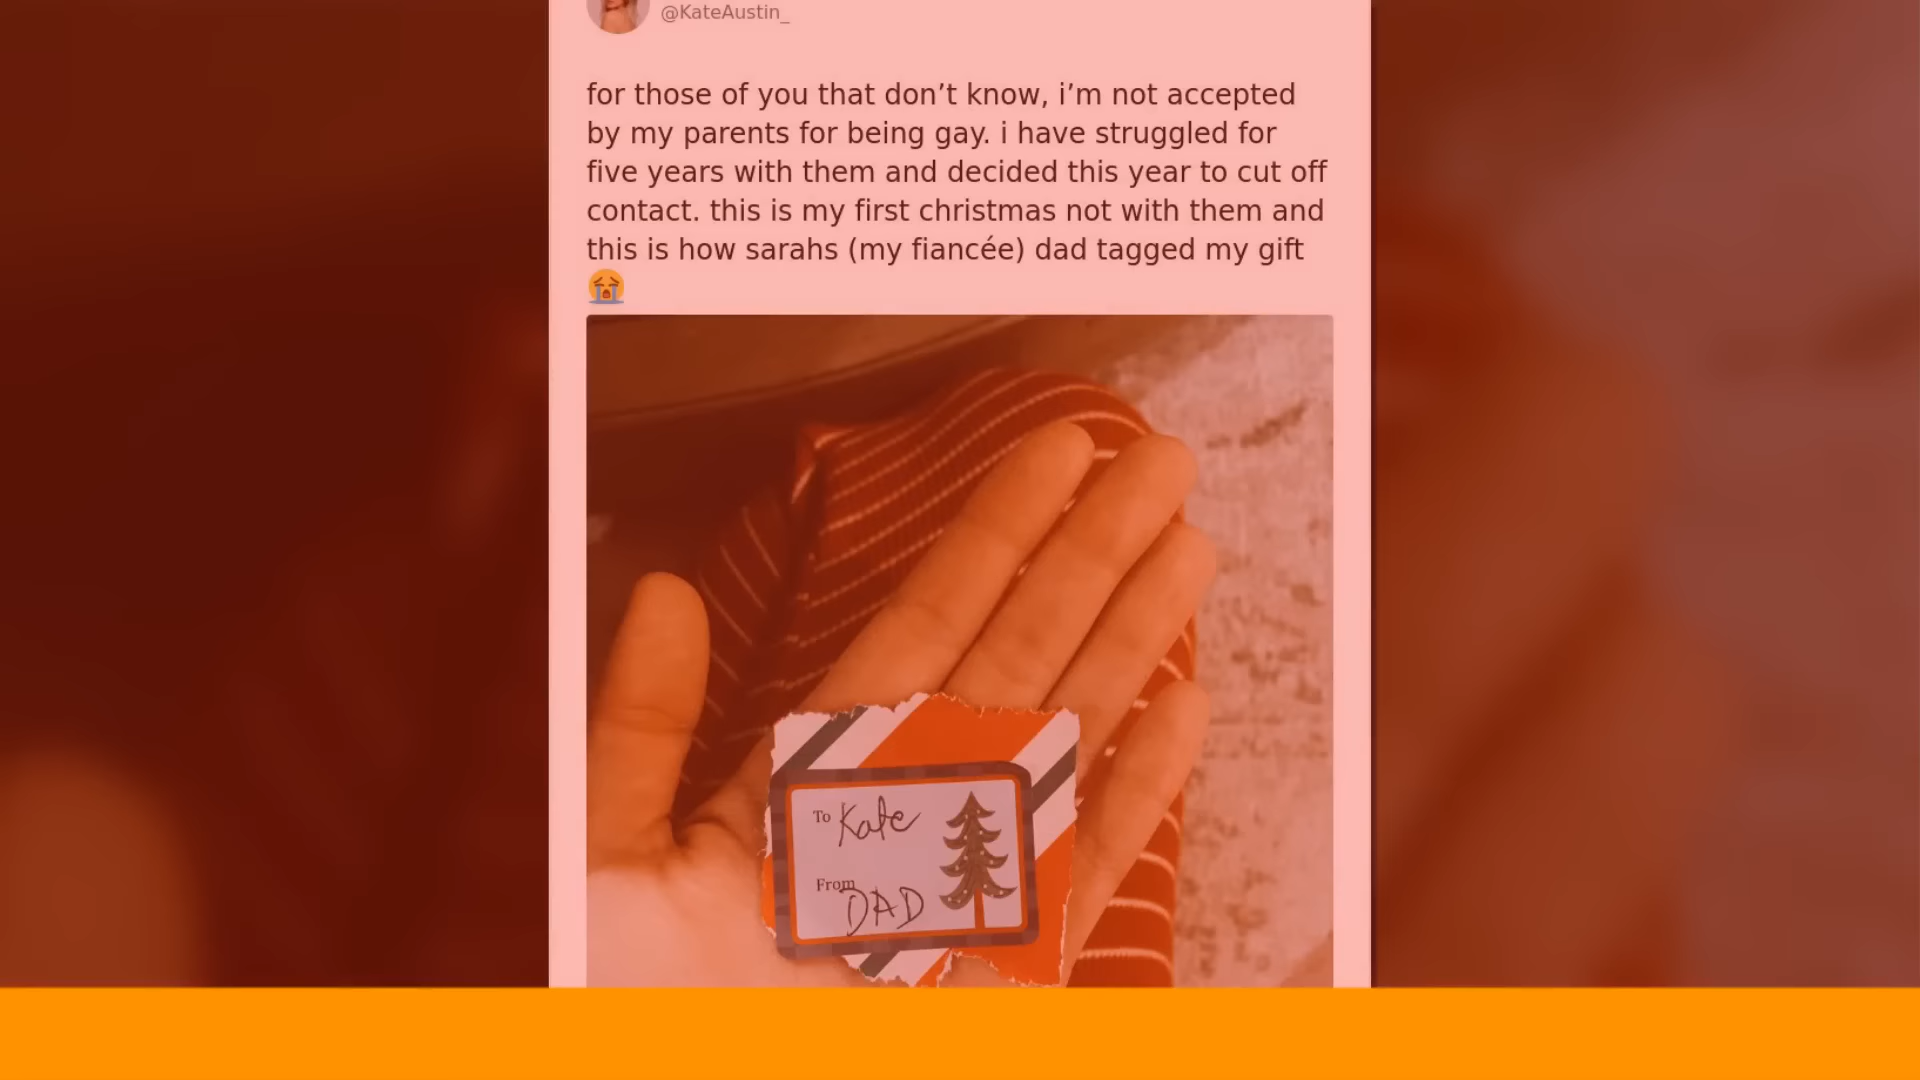 @KateAustin_
for those of you that don’t know, i’m not accepted
by my parents for being gay. i have struggled for
five years with them and decided this year to cut off
contact. this is my first christmas not with them and
this is how sarahs (my fiancée) dad tagged my gift
😭
To Kate
From DAD